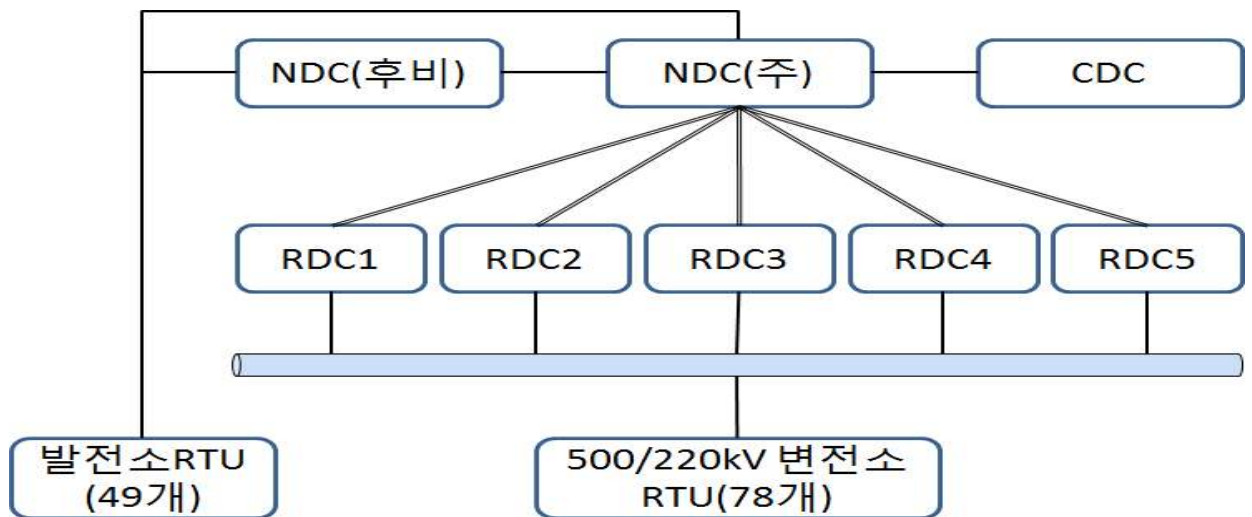 NDC(후비)
NDC(주)
CDC
RDC1
RDC2
RDC3
RDC4
RDC5
발전소RTU
(49개)
500/220kV 변전소
RTU(78개)